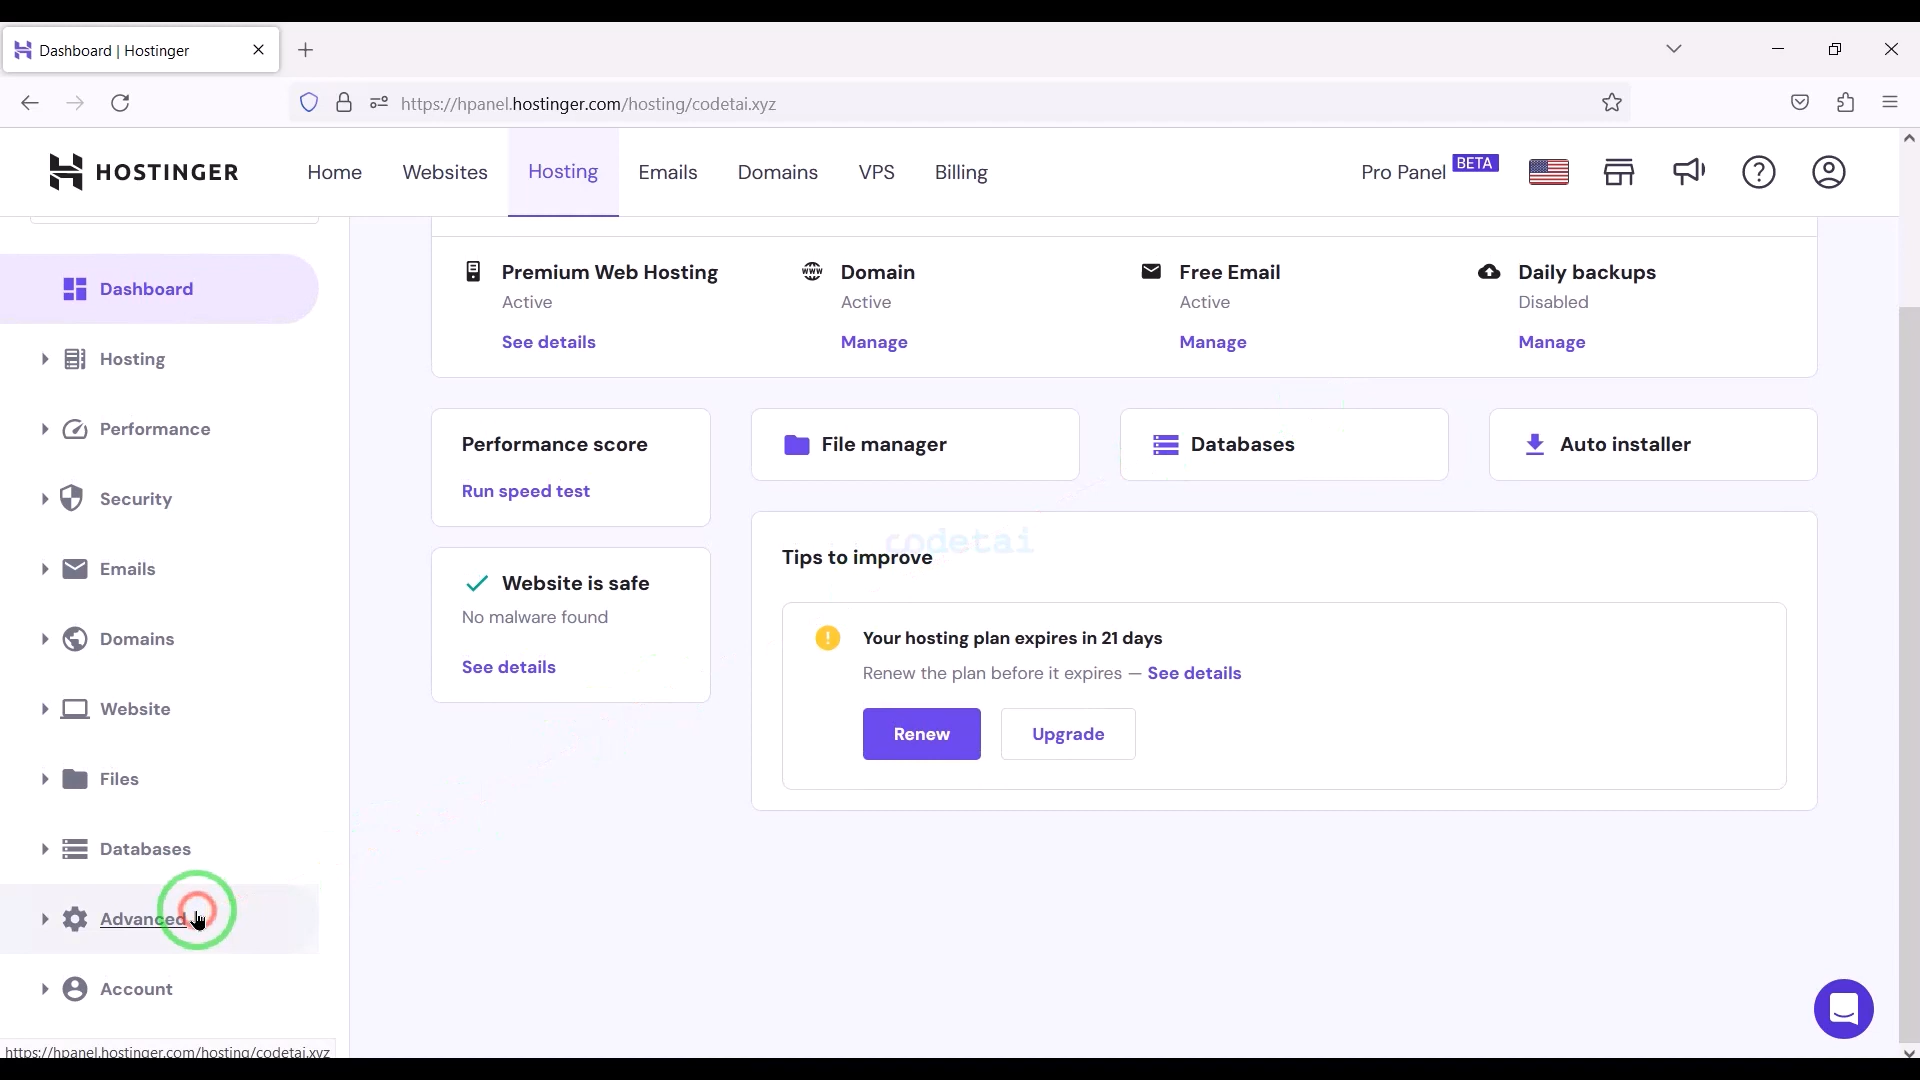 Dashboard | Hostinger
https://hpanel.hostinger.com/hosting/codetai.xyz
HOSTINGER
Home
Websites
Hosting
Emails
Domains
VPS
Billing
Pro Panel BETA
Dashboard
Hosting
Performance
Security
Emails
Domains
Website
Files
Databases
Advanced
Account
Premium Web Hosting
Active
See details
www
Domain
Active
Manage
Free Email
Active
Manage
Daily backups
Disabled
Manage
Performance score
Run speed test
File manager
Databases
Auto installer
Website is safe
No malware found
See details
codetai
Tips to improve
Your hosting plan expires in 21 days
Renew the plan before it expires — See details
Renew
Upgrade
https://hpanel.hostinger.com/hosting/codetai.xyz